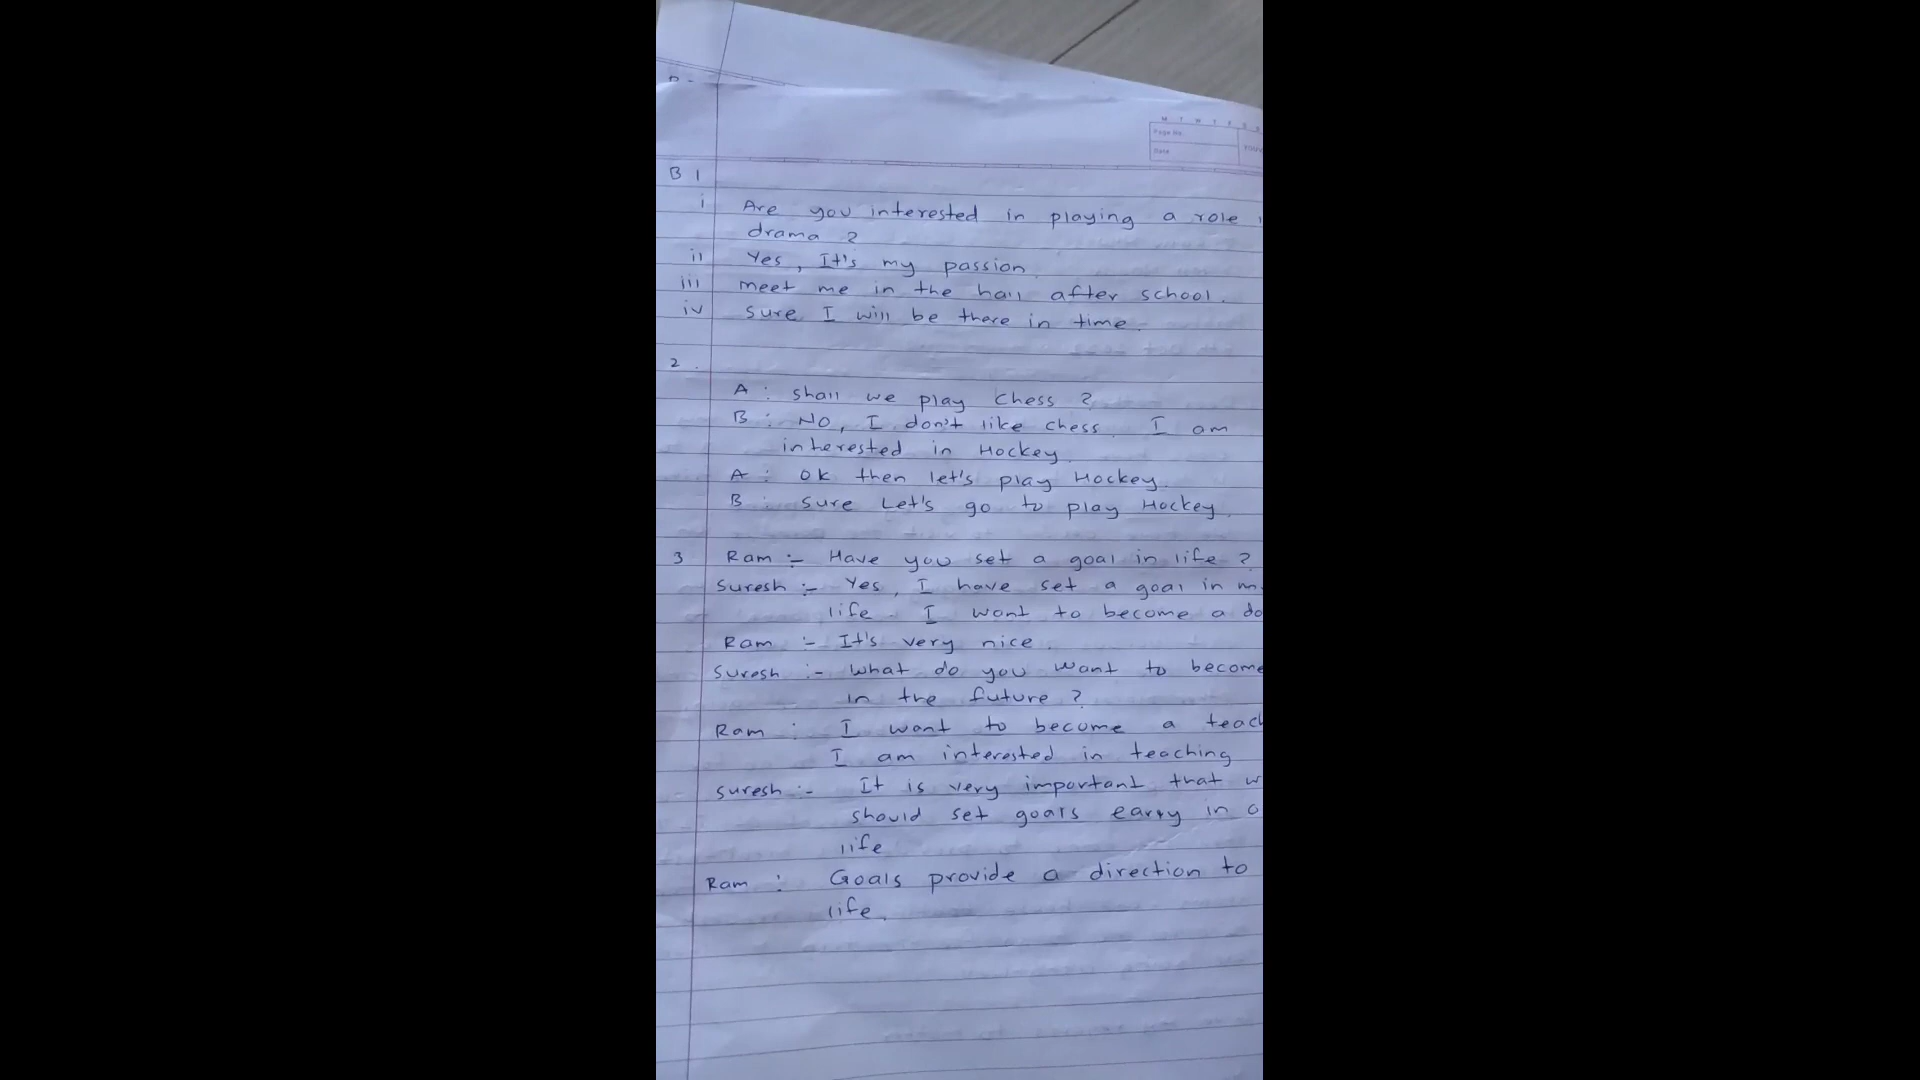 M T W T F S
Page No.
Date
B 1
i Are you interested in playing a role
drama ?
ii Yes, It's my passion.
iii meet me in the hall after school.
iv sure I will be there in time.
2.
A : shall we play chess ?
B : No, I don't like chess. I am
interested in Hockey.
A : ok then let's play Hockey.
B : sure Let's go to play Hockey.
3 Ram :- Have you set a goal in life ?
Suresh :- Yes, I have set a goal in
life. I want to become a
Ram :- It's very nice.
Suresh :- What do you want to become
in the future ?
Ram : I want to become a
I am interested in teaching
suresh :- It is very important that
should set goals early in
life
Ram : Goals provide a direction to
life.